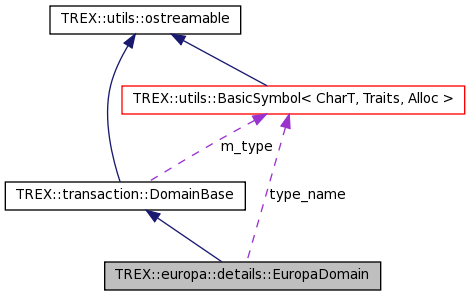 TREX::utils::ostreamable
TREX::utils::BasicSymbol< CharT, Traits, Alloc >
m_type
TREX::transaction::DomainBase
type_name
TREX::europa::details::EuropaDomain